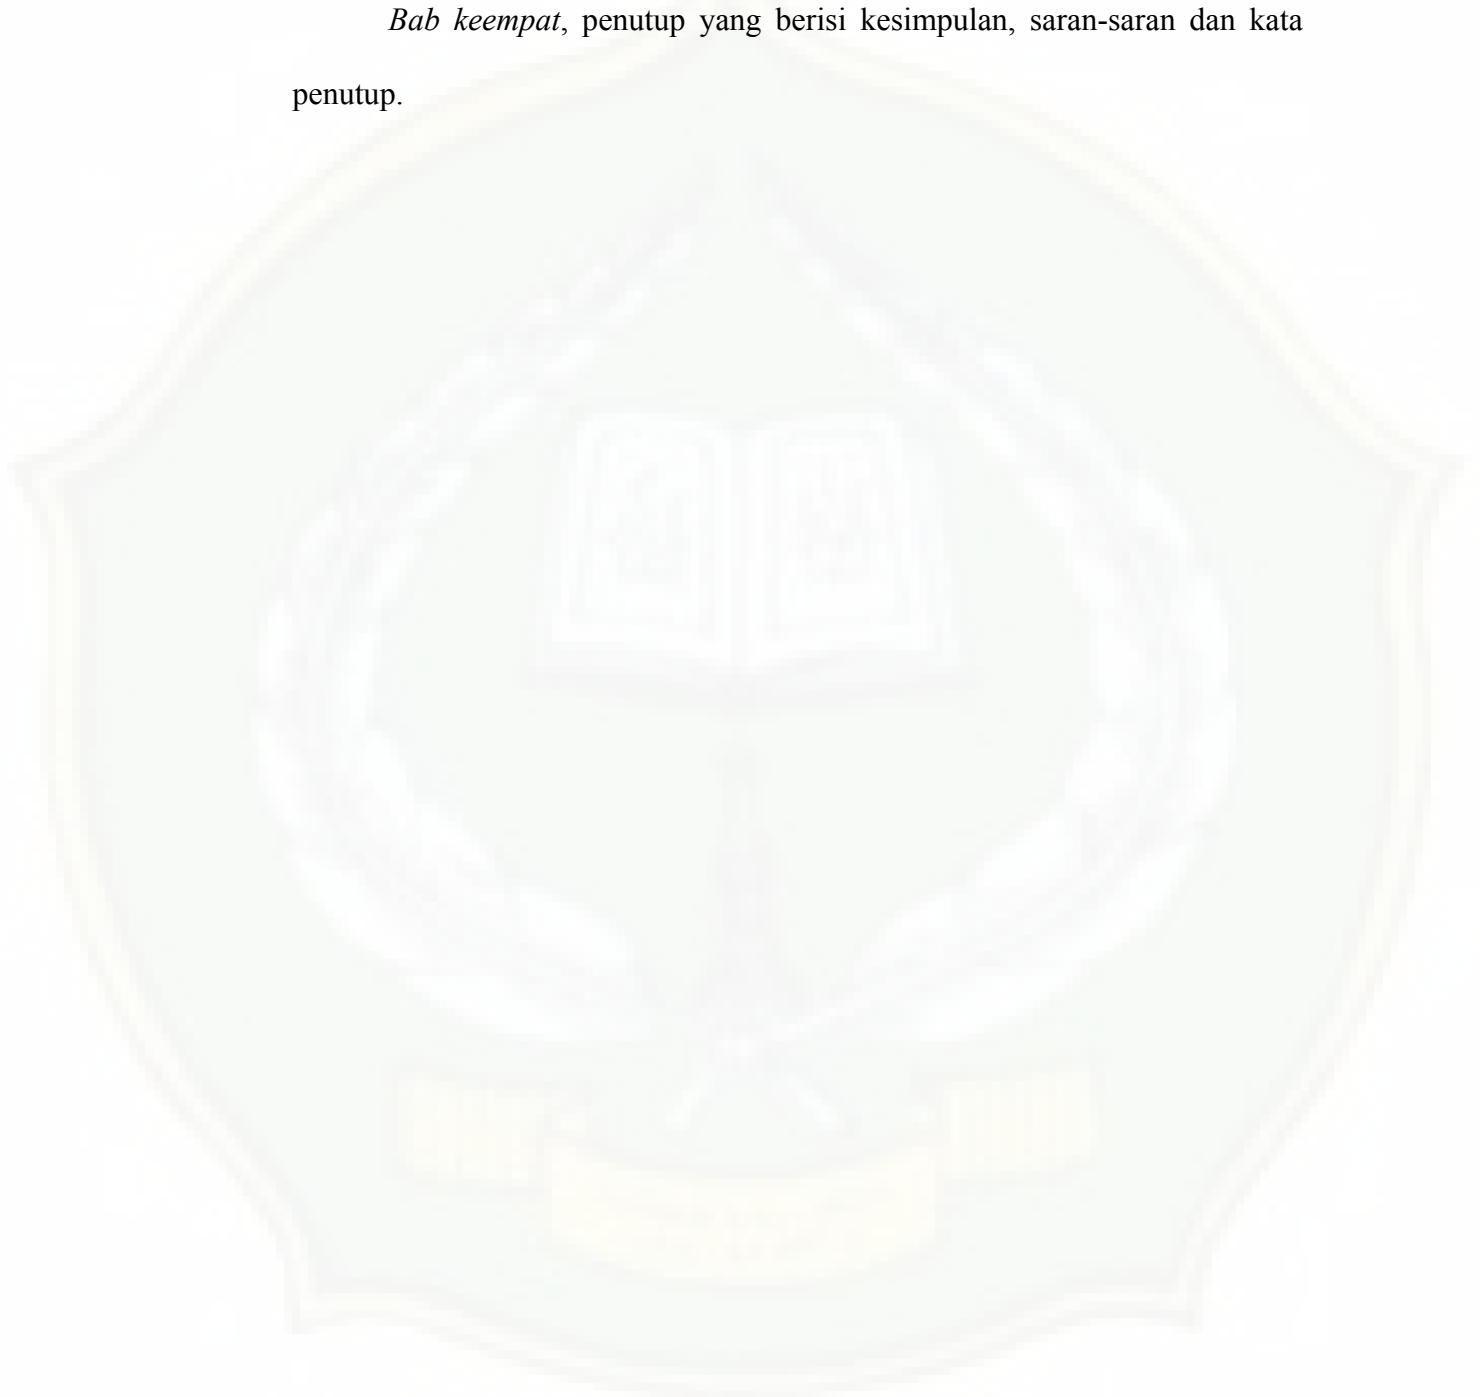 Bab keempat, penutup yang berisi kesimpulan, saran-saran dan kata
penutup.